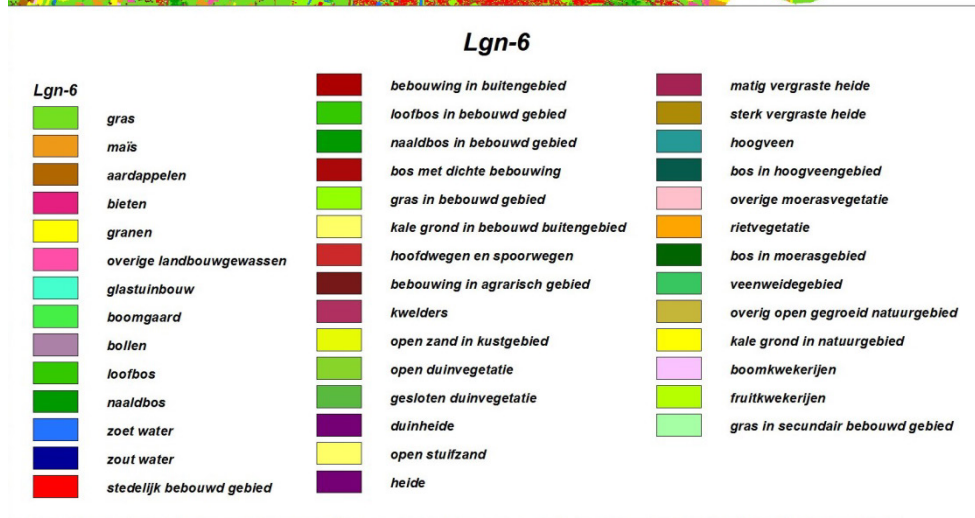 Lgn-6
Lgn-6
gras
maïs
aardappelen
bieten
granen
overige landbouwgewassen
glastuinbouw
boomgaard
bollen
loofbos
naaldbos
zoet water
zout water
stedelijk bebouwd gebied
bebouwing in buitengebied
loofbos in bebouwd gebied
naaldbos in bebouwd gebied
bos met dichte bebouwing
gras in bebouwd gebied
kale grond in bebouwd buitengebied
hoofdwegen en spoorwegen
bebouwing in agrarisch gebied
kwelders
open zand in kustgebied
open duinvegetatie
gesloten duinvegetatie
duinheide
open stuifzand
heide
matig vergraste heide
sterk vergraste heide
hoogveen
bos in hoogveengebied
overige moerasvegetatie
rietvegetatie
bos in moerasgebied
veenweidegebied
overig open gegroeid natuurgebied
kale grond in natuurgebied
boomkwekerijen
fruitkwekerijen
gras in secundair bebouwd gebied